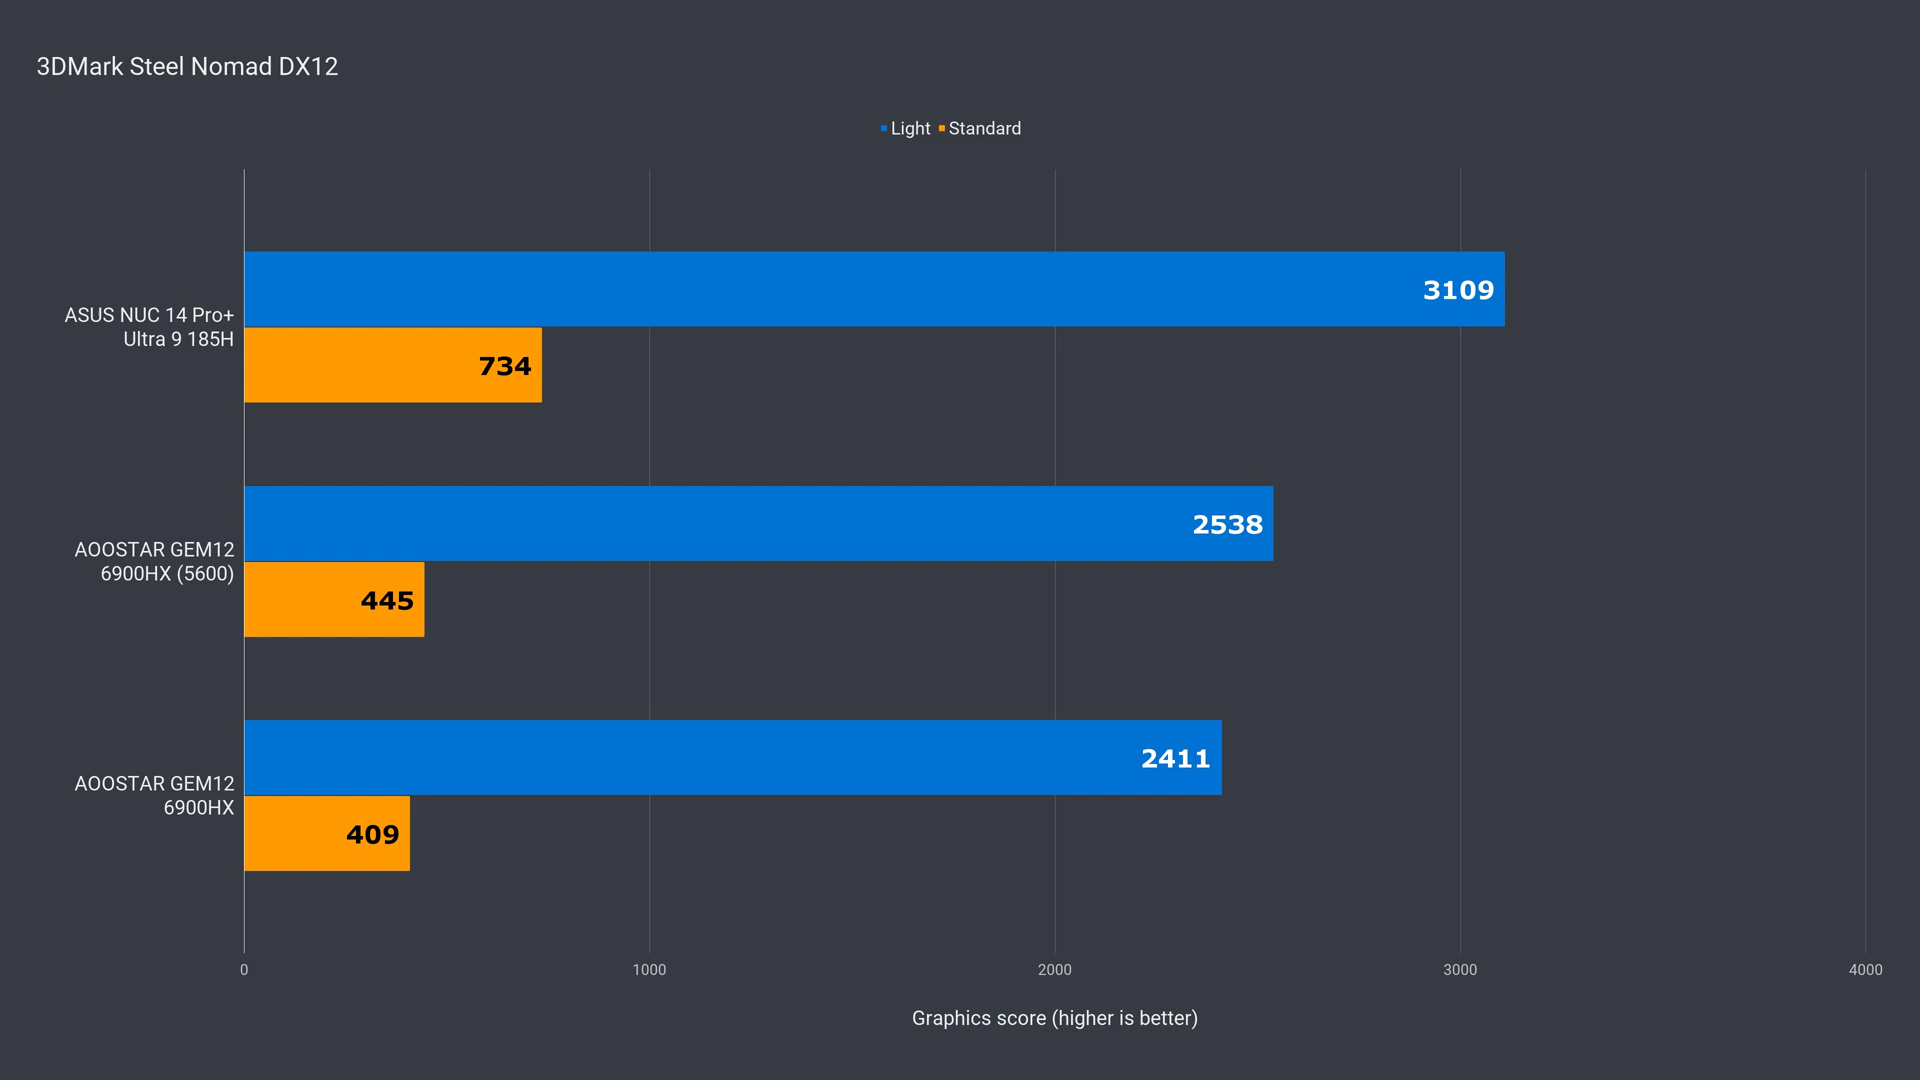 3DMark Steel Nomad DX12
Light Standard
ASUS NUC 14 Pro+
Ultra 9 185H
3109
734
AOOSTAR GEM12
6900HX (5600)
2538
445
AOOSTAR GEM12
6900HX
2411
409
0 1000 2000 3000 4000
Graphics score (higher is better)